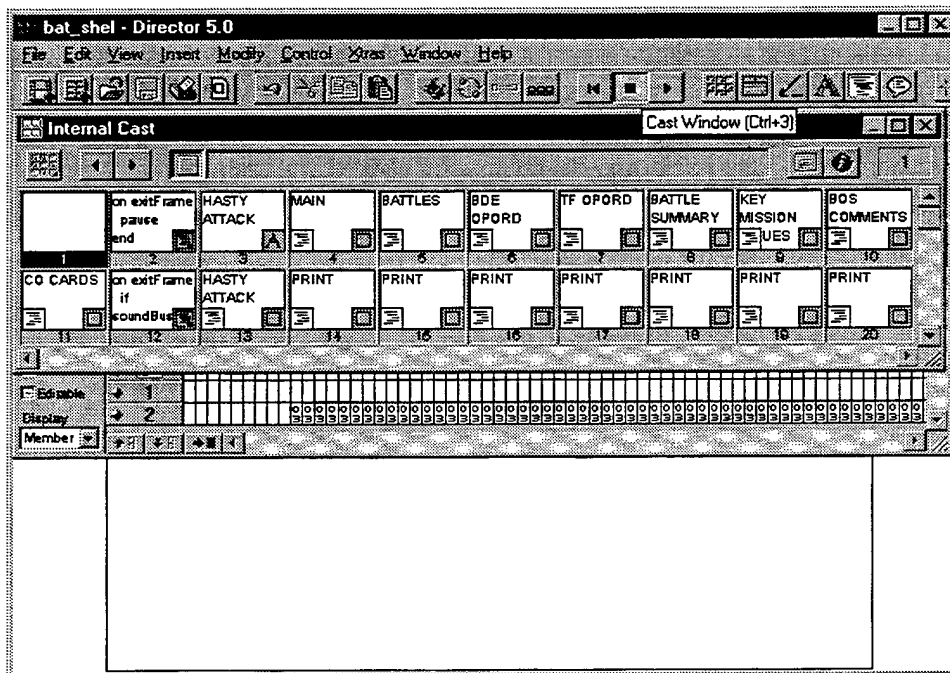 bat_shel - Director 5.0
File Edit View Insert Modify Control Xtras Window Help
Cast Window (Ctrl+3)
Internal Cast
1
on exitFrame
pause
end
HASTY
ATTACK
MAIN
BATTLES
BDE
OPORD
TF OPORD
BATTLE
SUMMARY
KEY
MISSION
UES
BOS
COMMENTS
1 2 3 4 5 6 7 8 9 10
CO CARDS
on exitFrame
if
soundBus
HASTY
ATTACK
PRINT
PRINT
PRINT
PRINT
PRINT
PRINT
PRINT
11 12 13 14 15 16 17 18 19 20
Editable
1
Display
2
Member